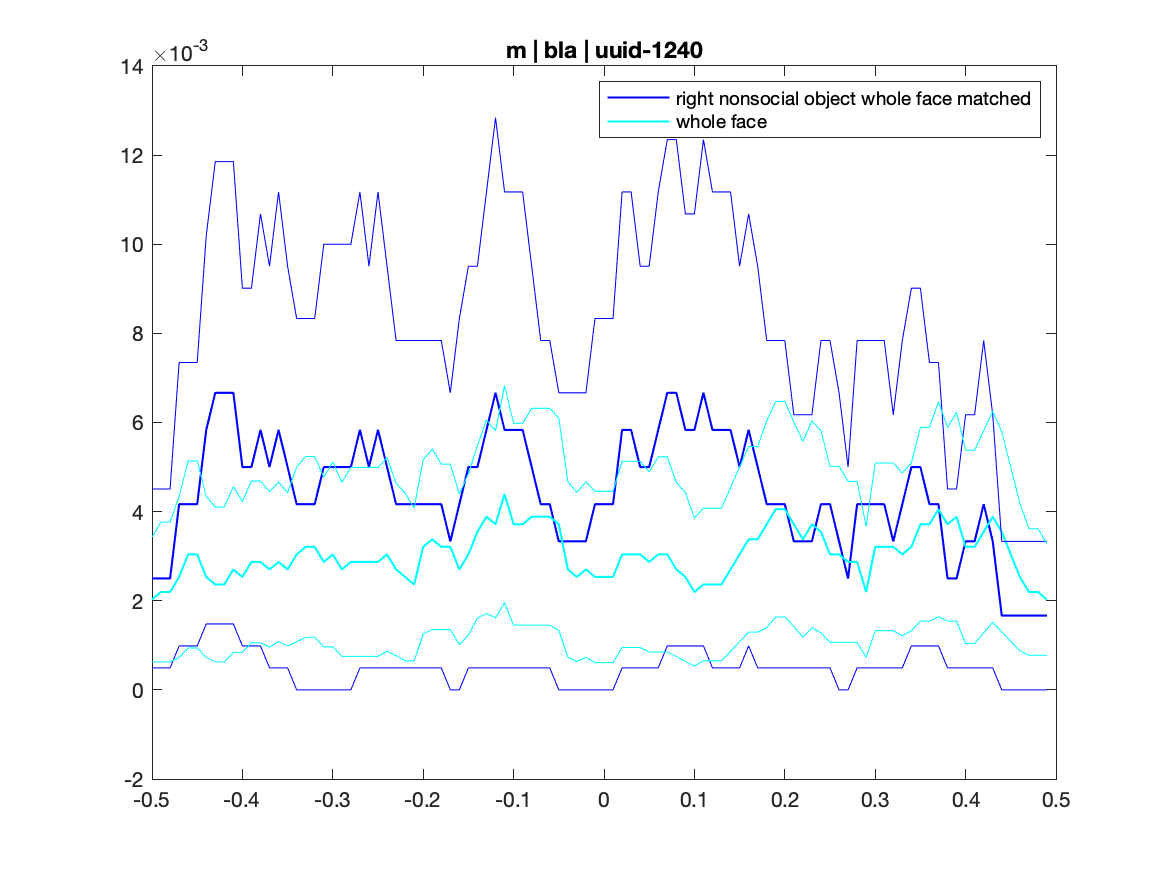 ×10-3
m | bla | uuid-1240
14
12
10
8
6
4
2
0
-2
right nonsocial object whole face matched
whole face
-0.5 -0.4 -0.3 -0.2 -0.1 0 0.1 0.2 0.3 0.4 0.5